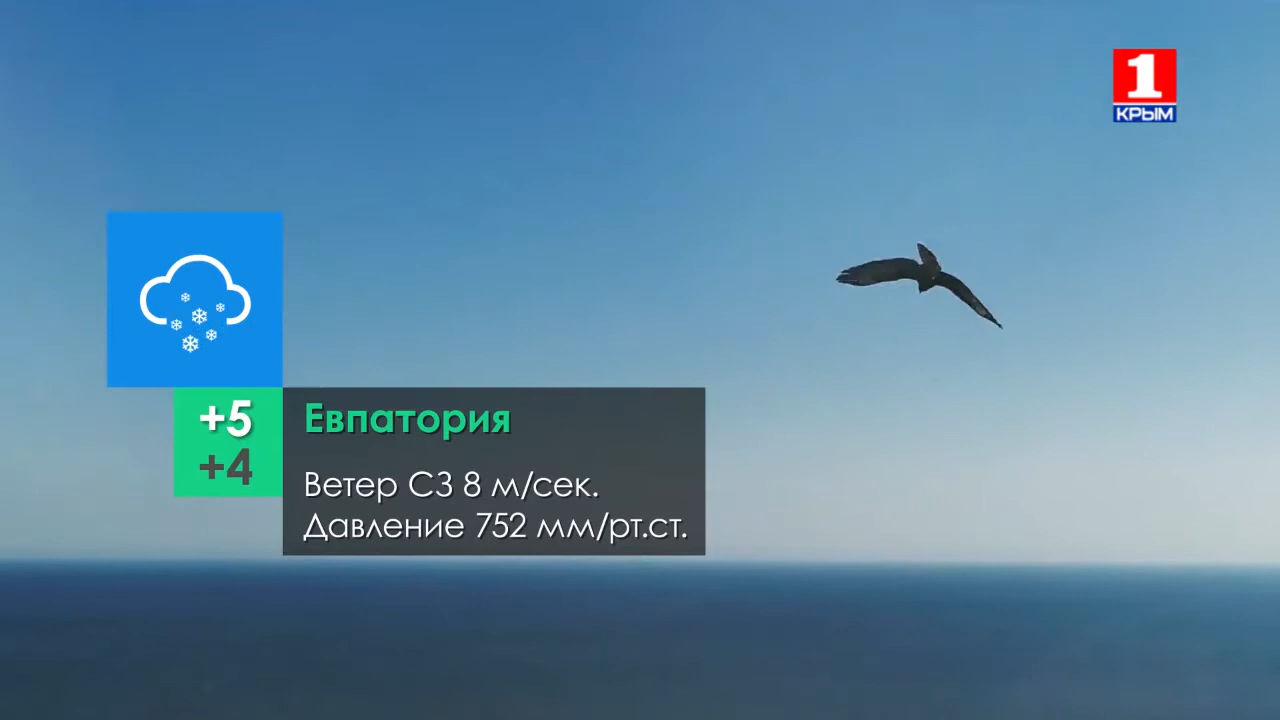 1
КРЫМ
+5
+4
Евпатория
Ветер СЗ 8 м/сек.
Давление 752 мм/рт.ст.